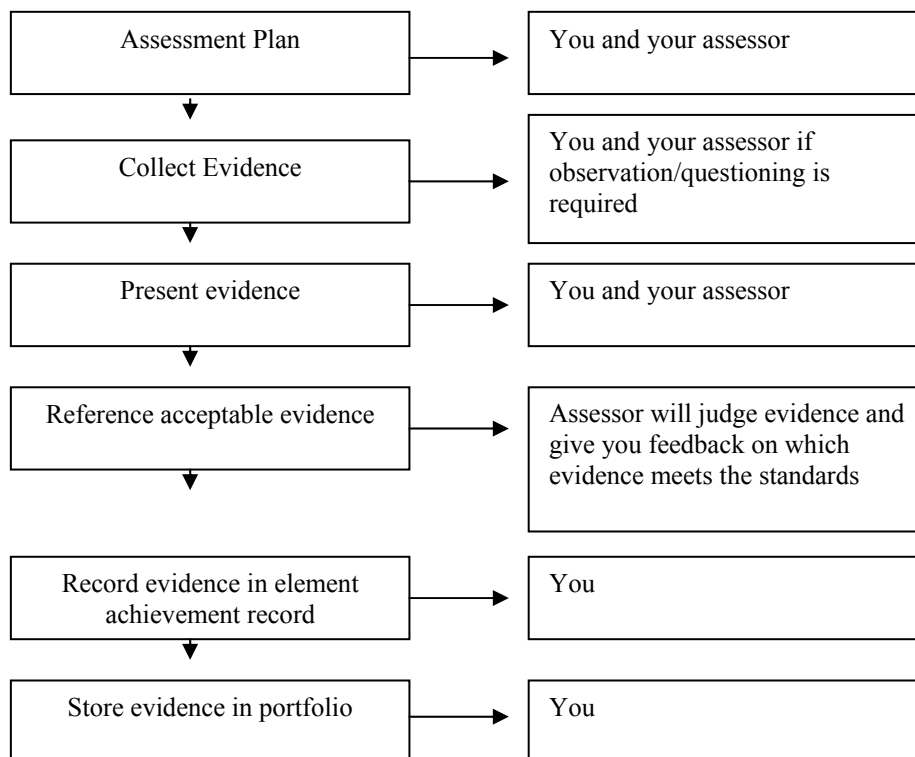 Assessment Plan
You and your assessor
Collect Evidence
You and your assessor if
observation/questioning is
required
Present evidence
You and your assessor
Reference acceptable evidence
Assessor will judge evidence and
give you feedback on which
evidence meets the standards
Record evidence in element
achievement record
You
Store evidence in portfolio
You